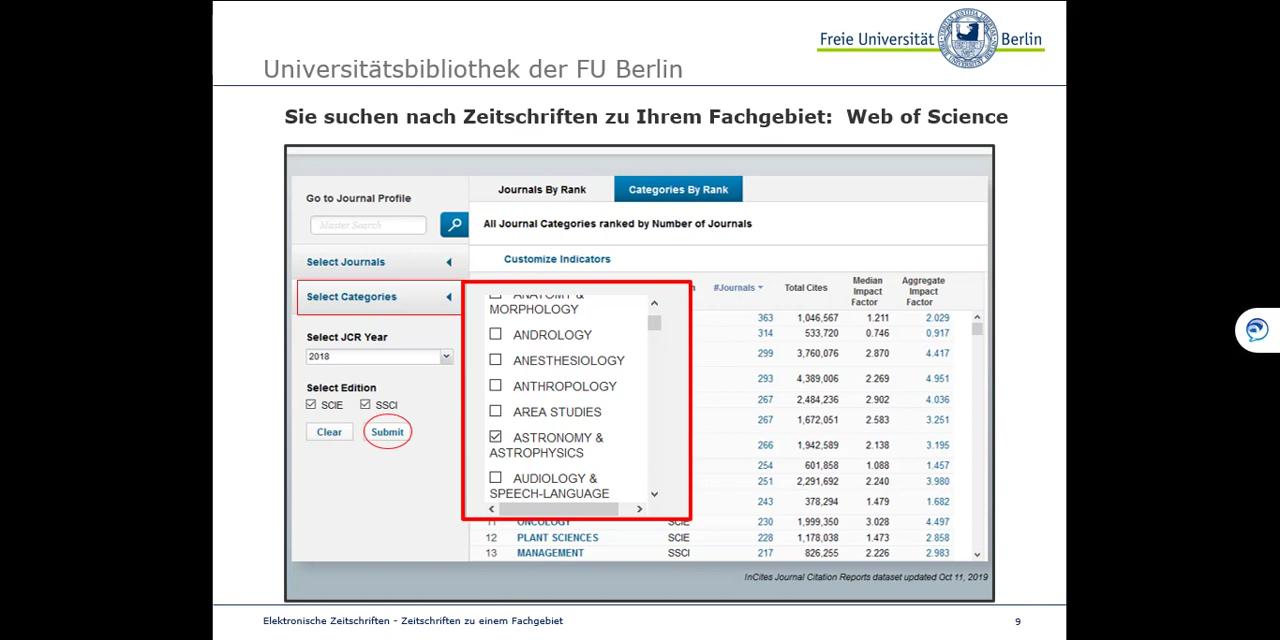 Freie Universität Berlin
Universitätsbibliothek der FU Berlin
Sie suchen nach Zeitschriften zu Ihrem Fachgebiet: Web of Science
Go to Journal Profile
Master Search
Select Journals
Select Categories
Select JCR Year
2018
Select Edition
SCIE SSCI
Clear Submit
Journals By Rank Categories By Rank
All Journal Categories ranked by Number of Journals
Customize Indicators
#Journals Total Cites Median Impact Factor Aggregate Impact Factor
ANATOMY &
MORPHOLOGY
ANDROLOGY
ANESTHESIOLOGY
ANTHROPOLOGY
AREA STUDIES
ASTRONOMY &
ASTROPHYSICS
AUDIOLOGY &
SPEECH-LANGUAGE
363 1,046,567 1.211 2.029
314 533,720 0.746 0.917
299 3,760,076 2.870 4.417
293 4,389,006 2.269 4.951
267 2,484,236 2.902 4.036
267 1,672,051 2.583 3.251
266 1,942,589 2.138 3.195
254 601,858 1.088 1.457
251 2,291,692 2.240 3.980
243 378,294 1.479 1.682
11 ONCOLOGY SCIE 230 1,999,350 3.028 4.497
12 PLANT SCIENCES SCIE 228 1,178,038 1.473 2.858
13 MANAGEMENT SSCI 217 826,255 2.226 2.983
InCites Journal Citation Reports dataset updated Oct 11, 2019
Elektronische Zeitschriften - Zeitschriften zu einem Fachgebiet 9